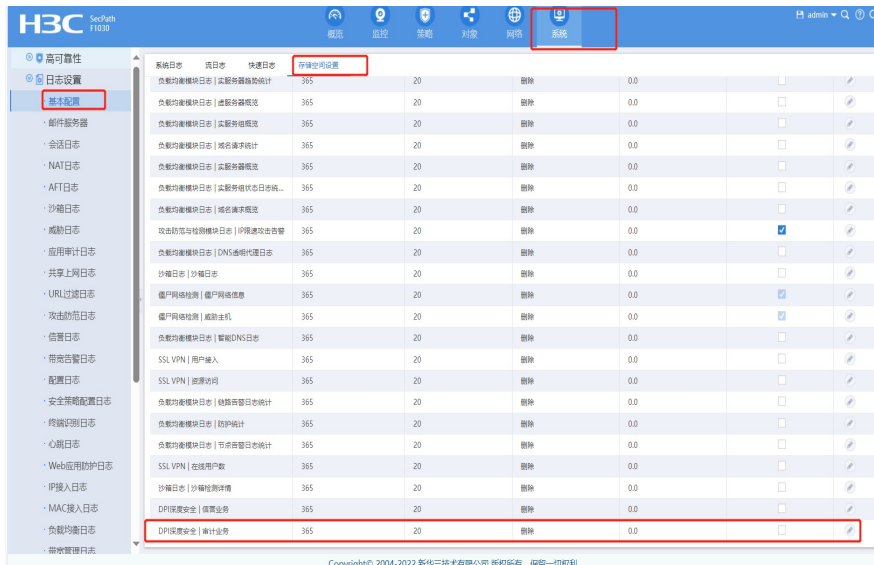 H3C SecPath F1030
概览 监控 策略 对象 网络 系统
admin
高可靠性
日志设置
基本配置
邮件服务器
会话日志
NAT日志
AFT日志
沙箱日志
威胁日志
应用审计日志
共享上网日志
URL过滤日志
攻击防范日志
信誉日志
带宽告警日志
配置日志
安全策略配置日志
终端识别日志
心跳日志
Web应用防护日志
IP接入日志
MAC接入日志
负载均衡日志
带宽管理日志
系统日志 流日志 快速日志 存储空间设置
负载均衡模块日志 | 实服务器趋势统计 365 20 删除 0.0
负载均衡模块日志 | 虚服务器概览 365 20 删除 0.0
负载均衡模块日志 | 实服务组概览 365 20 删除 0.0
负载均衡模块日志 | 域名请求统计 365 20 删除 0.0
负载均衡模块日志 | 实服务器概览 365 20 删除 0.0
负载均衡模块日志 | 实服务组状态日志统... 365 20 删除 0.0
负载均衡模块日志 | 域名请求概览 365 20 删除 0.0
攻击防范与检测模块日志 | IP限速攻击告警 365 20 删除 0.0
负载均衡模块日志 | DNS透明代理日志 365 20 删除 0.0
沙箱日志 | 沙箱日志 365 20 删除 0.0
僵尸网络检测 | 僵尸网络信息 365 20 删除 0.0
僵尸网络检测 | 威胁主机 365 20 删除 0.0
负载均衡模块日志 | 智能DNS日志 365 20 删除 0.0
SSL VPN | 用户接入 365 20 删除 0.0
SSL VPN | 资源访问 365 20 删除 0.0
负载均衡模块日志 | 链路告警日志统计 365 20 删除 0.0
负载均衡模块日志 | 防护统计 365 20 删除 0.0
负载均衡模块日志 | 节点告警日志统计 365 20 删除 0.0
SSL VPN | 在线用户数 365 20 删除 0.0
沙箱日志 | 沙箱检测详情 365 20 删除 0.0
DPI深度安全 | 信誉业务 365 20 删除 0.0
DPI深度安全 | 审计业务 365 20 删除 0.0
Copyright© 2004-2022 新华三技术有限公司 版权所有，保留一切权利